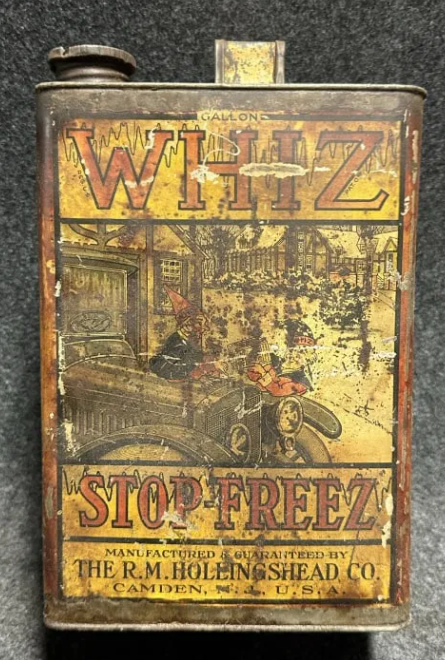 GALLON
WHIZ
STOP-FREEZ
MANUFACTURED & GUARANTEED BY
THE R.M. HOLLINGSHEAD CO.
CAMDEN, N.J., U.S.A.